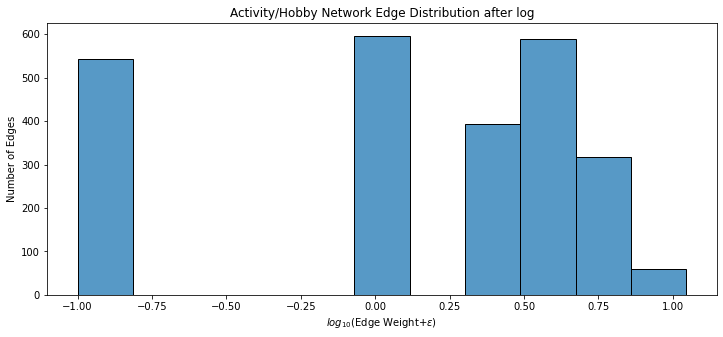 Activity/Hobby Network Edge Distribution after log
600
500
400
300
200
100
0
Number of Edges
−1.00 −0.75 −0.50 −0.25 0.00 0.25 0.50 0.75 1.00
log₁₀(Edge Weight+ε)